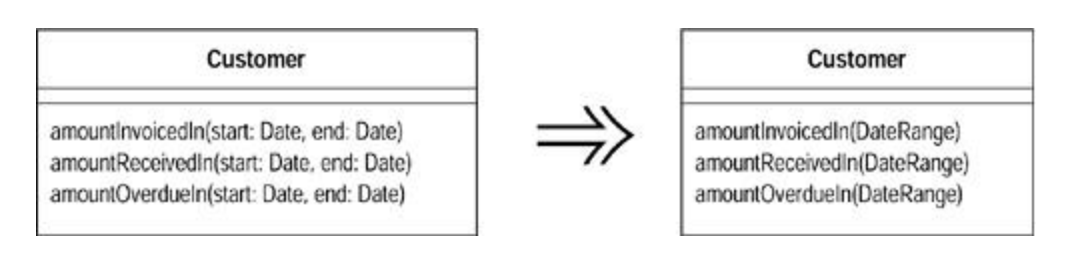 Customer
amountInvoicedIn(start: Date, end: Date)
amountReceivedIn(start: Date, end: Date)
amountOverdueIn(start: Date, end: Date)
Customer
amountInvoicedIn(DateRange)
amountReceivedIn(DateRange)
amountOverdueIn(DateRange)